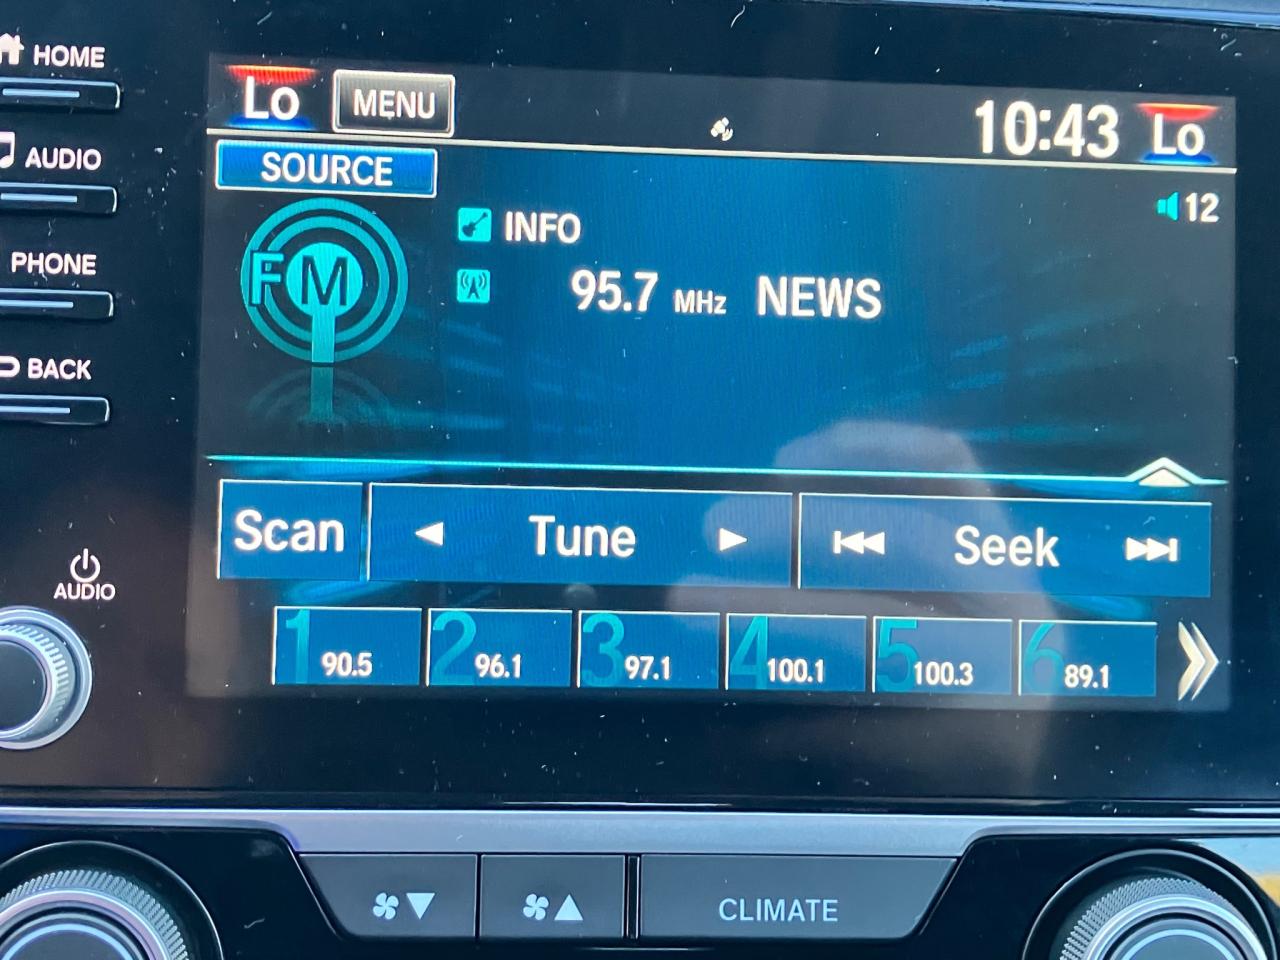 HOME
Lo MENU 10:43 Lo
AUDIO
SOURCE
12
FM
INFO
PHONE
95.7 MHz NEWS
BACK
Scan Tune Seek
AUDIO
1 90.5 2 96.1 3 97.1 4 100.1 5 100.3 6 89.1
CLIMATE